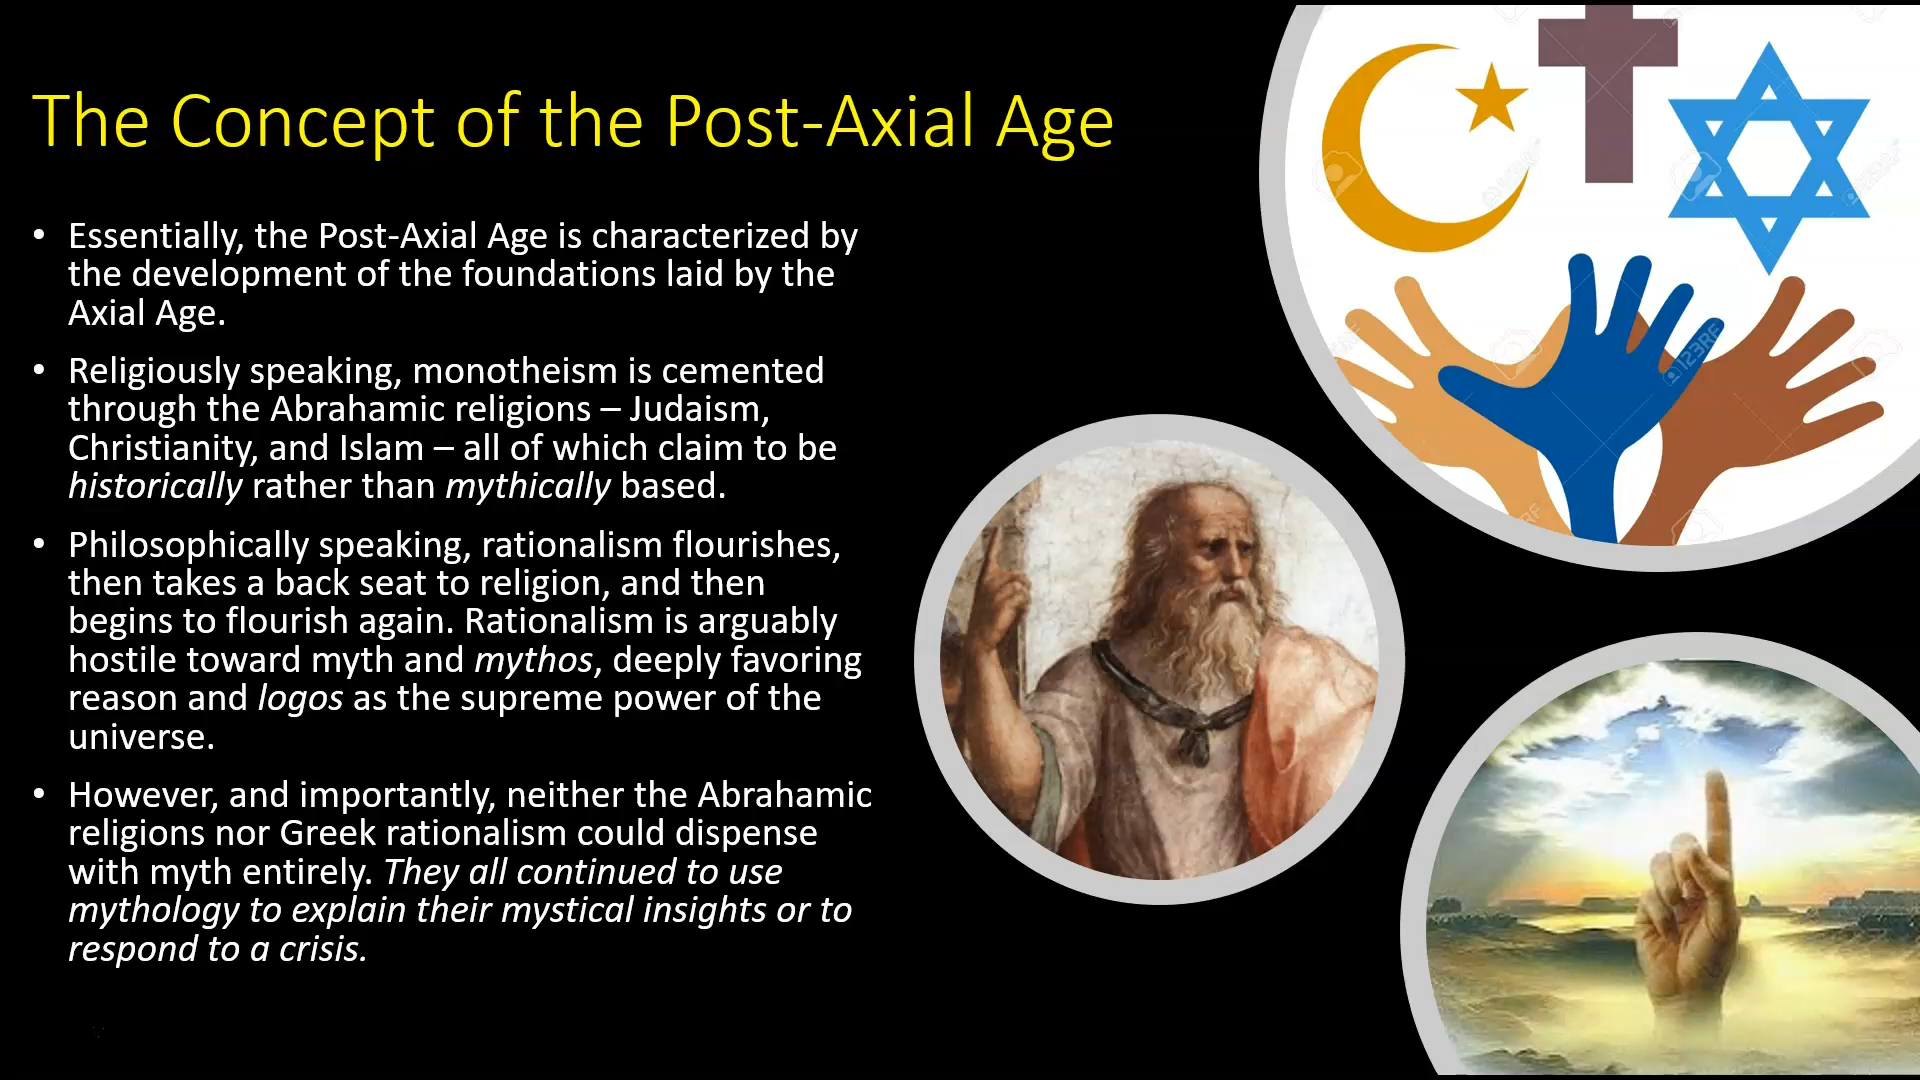 The Concept of the Post-Axial Age
• Essentially, the Post-Axial Age is characterized by
the development of the foundations laid by the
Axial Age.
• Religiously speaking, monotheism is cemented
through the Abrahamic religions – Judaism,
Christianity, and Islam – all of which claim to be
historically rather than mythically based.
• Philosophically speaking, rationalism flourishes,
then takes a back seat to religion, and then
begins to flourish again. Rationalism is arguably
hostile toward myth and mythos, deeply favoring
reason and logos as the supreme power of the
universe.
• However, and importantly, neither the Abrahamic
religions nor Greek rationalism could dispense
with myth entirely. They all continued to use
mythology to explain their mystical insights or to
respond to a crisis.
123RF